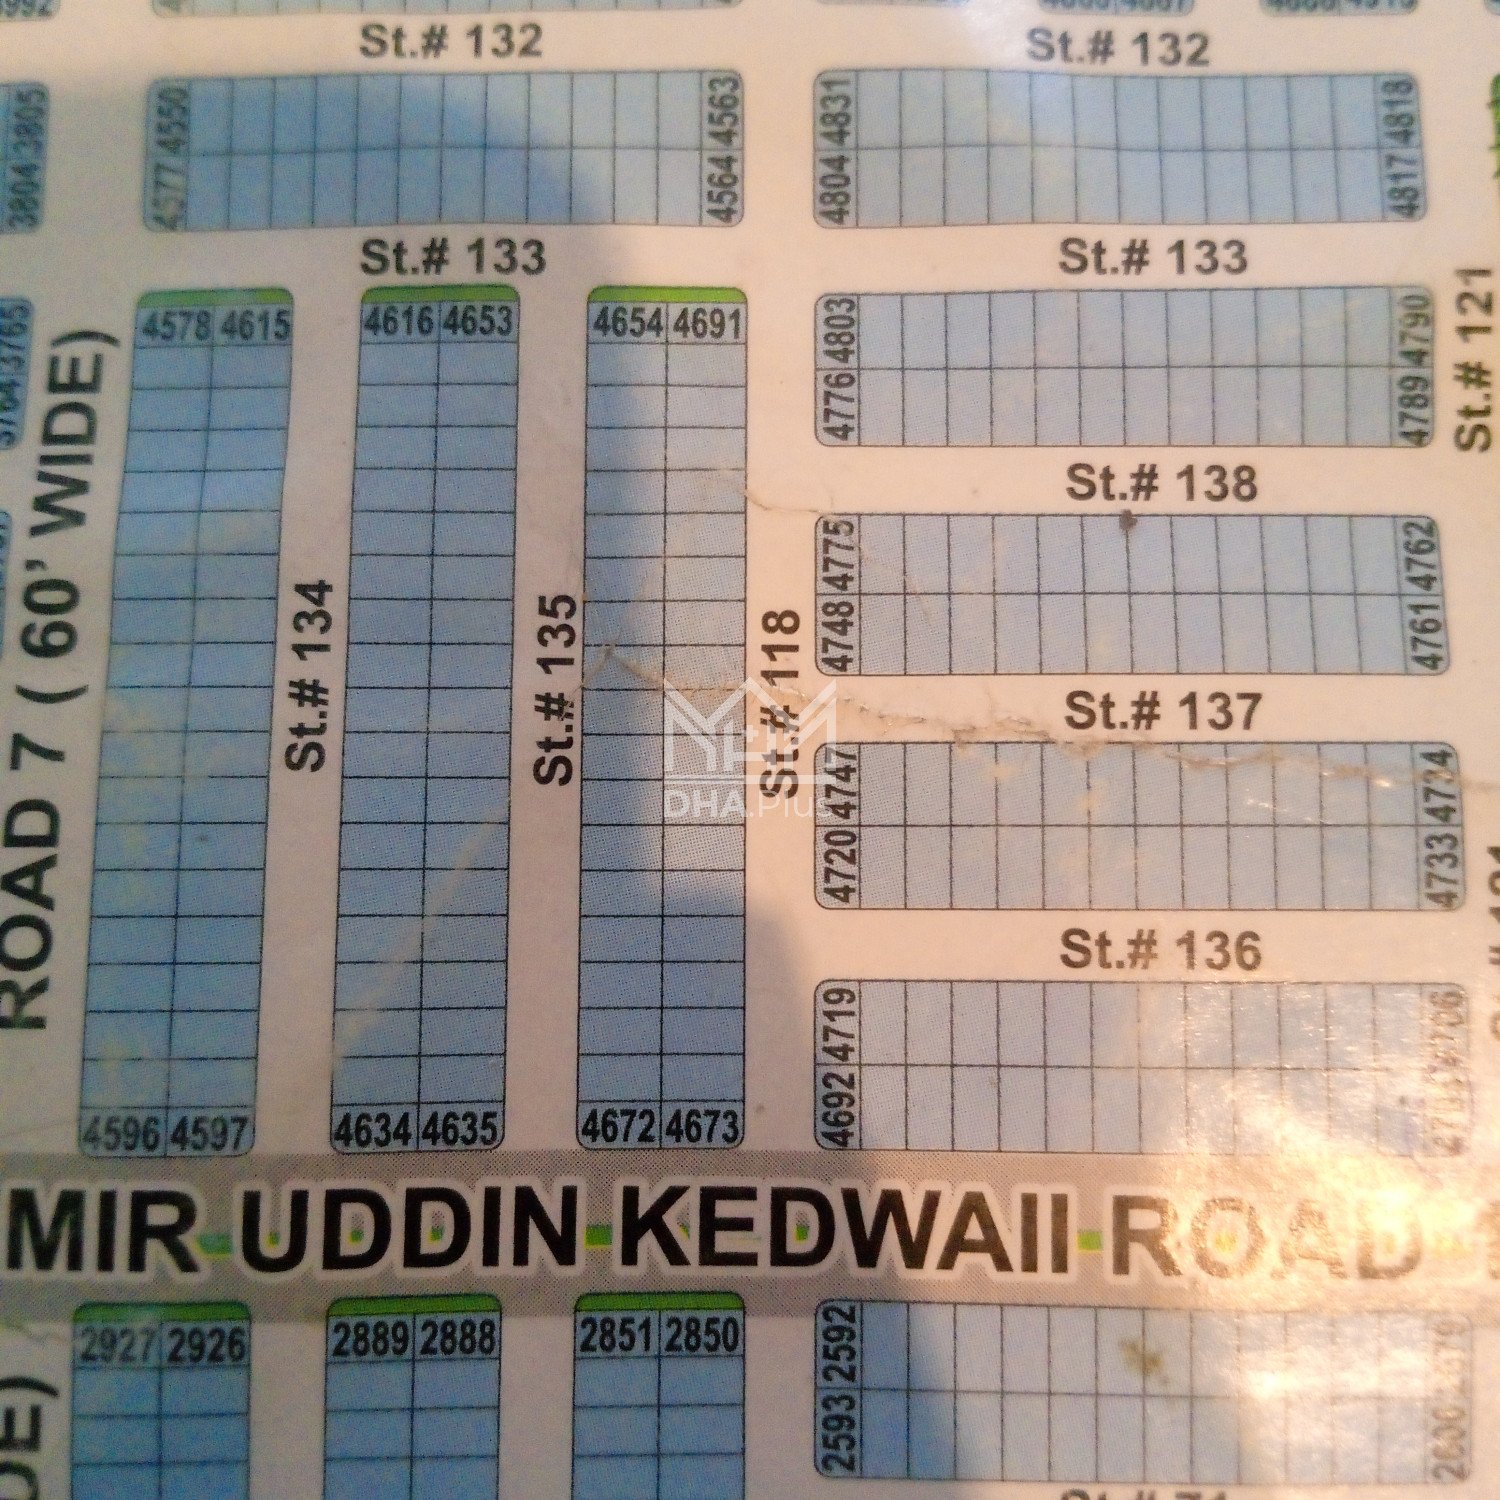 St.# 132
St.# 132
3805
3804
4550
4577
4563
4564
4831
4804
4818
4817
St.# 133
St.# 133
3765
3764
4578 4615
4616 4653
4654 4691
4803
4776
4790
4789
St.# 121
ROAD 7 ( 60' WIDE)
St.# 138
4775
4748
4762
4761
St.# 134
St.# 135
St.# 118
St.# 137
DHA.Plus
4747
4720
4734
4733
St.# 136
4719
4692
4706
4596 4597
4634 4635
4672 4673
MIR UDDIN KEDWAII ROAD
2927 2926
2889 2888
2851 2850
2592
2593